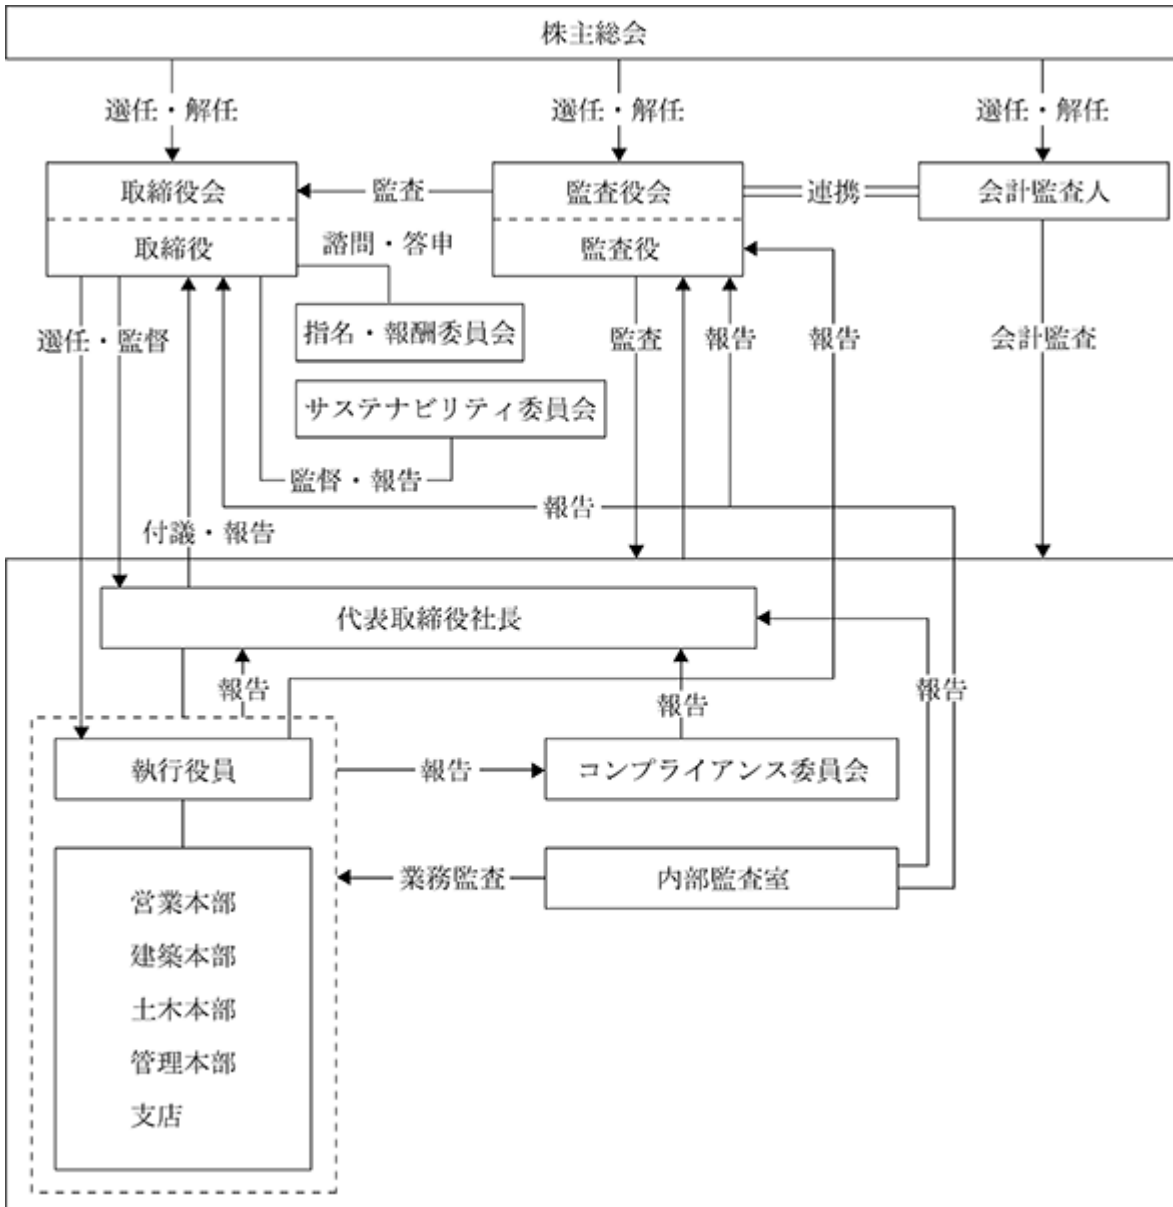 株主総会
選任・解任
選任・解任
選任・解任
取締役会
監査
監査役会
連携
会計監査人
取締役
諮問・答申
監査役
指名・報酬委員会
選任・監督
監査
報告
報告
会計監査
サステナビリティ委員会
監督・報告
報告
付議・報告
代表取締役社長
報告
報告
報告
執行役員
報告
コンプライアンス委員会
業務監査
内部監査室
営業本部
建築本部
土木本部
管理本部
支店